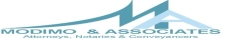 MODIMO & ASSOCIATES
Attorneys, Notaries & Conveyancers